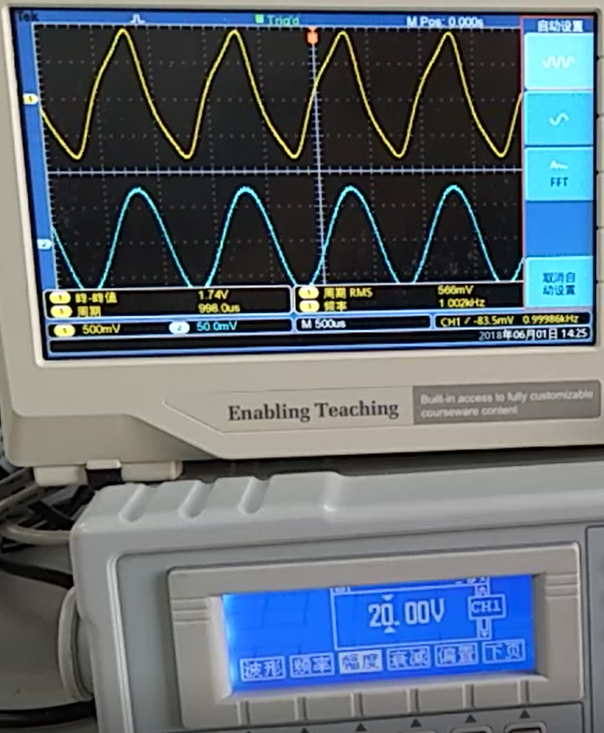 Tek Trig'd M Pos: 0.000s
自动设置
FFT
取消自动设置
1 峰-峰值 1.74V 1 周期 RMS 566mV
1 周期 998.0us 1 频率 1.002kHz
1 500mV 2 50.0mV M 500us CH1 / -83.5mV 0.99986kHz
2018年06月01日 14:25
1
2
Enabling Teaching
Built-in access to fully customizable
courseware content
20.00V CH1
波形 频率 幅度 衰减 偏置 下页